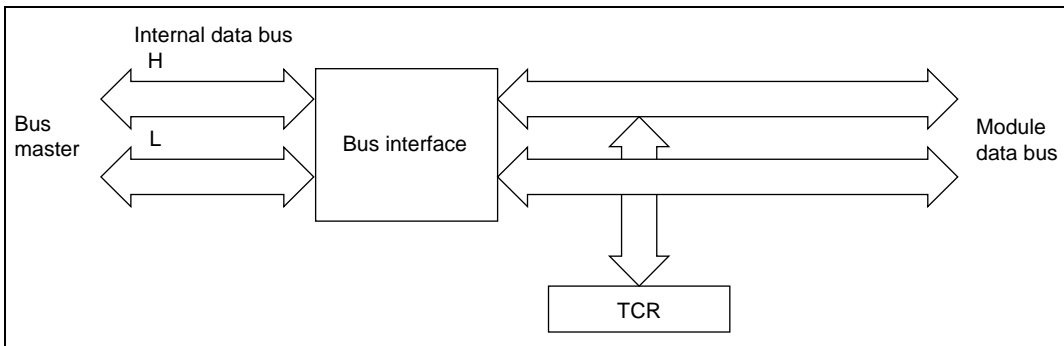 Internal data bus
H
Bus
master
L
Bus interface
Module
data bus
TCR